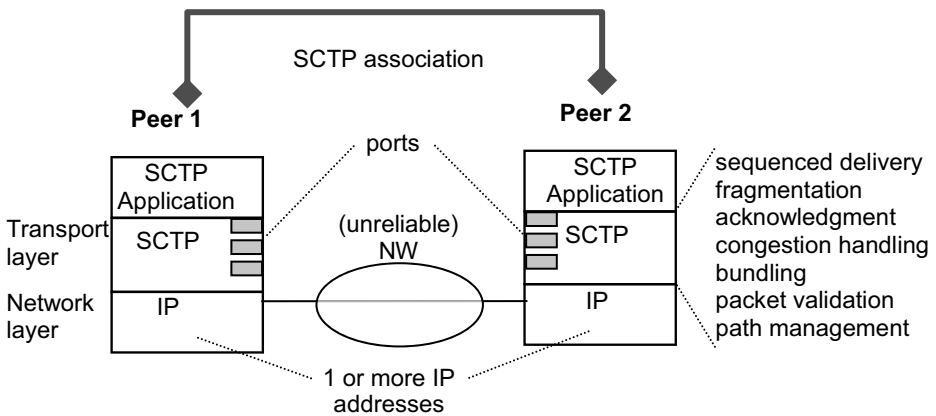 SCTP association
Peer 1
Peer 2
ports
SCTP
Application
SCTP
Application
sequenced delivery
fragmentation
acknowledgment
congestion handling
bundling
packet validation
path management
Transport
layer
SCTP
(unreliable)
NW
SCTP
Network
layer
IP
IP
1 or more IP
addresses